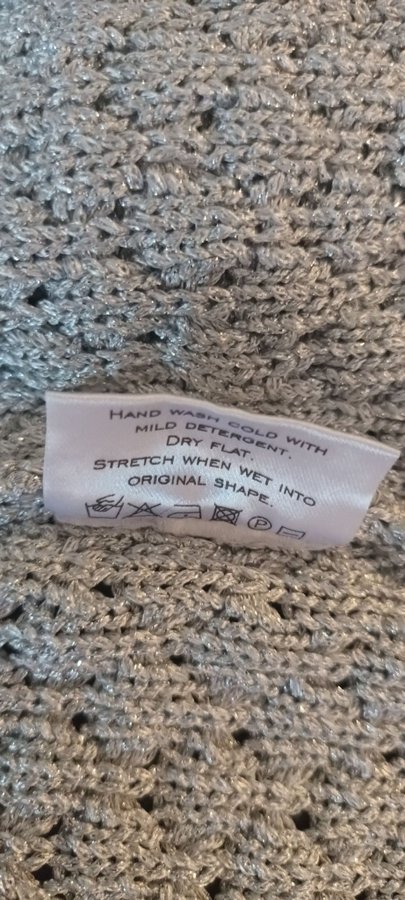 HAND WASH COLD WITH
MILD DETERGENT.
DRY FLAT.
STRETCH WHEN WET INTO
ORIGINAL SHAPE.
P